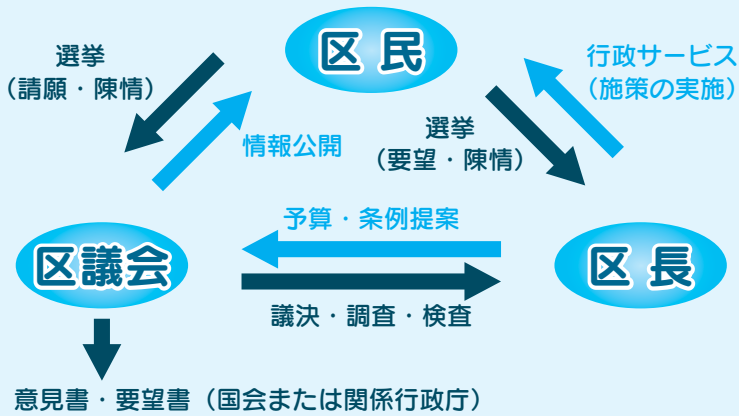 区民
選挙
（請願・陳情）
情報公開
選挙
（要望・陳情）
行政サービス
（施策の実施）
予算・条例提案
区議会
区長
議決・調査・検査
意見書・要望書（国会または関係行政庁）